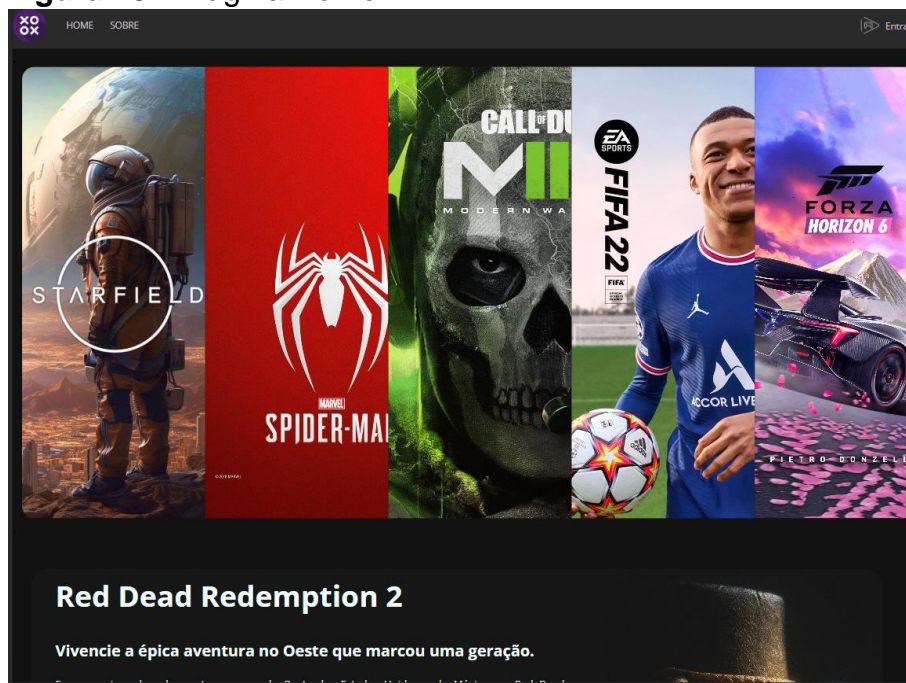 XO
OX
HOME SOBRE
Entra
STARFIELD
MARVEL
SPIDER-MAN
CALL OF DU
MII
MODERN WA
EA
SPORTS
FIFA 22
FIFA
ACCOR LIVE
FORZA
HORIZON 6
PIETRO DONZELL
Red Dead Redemption 2
Vivencie a épica aventura no Oeste que marcou uma geração.